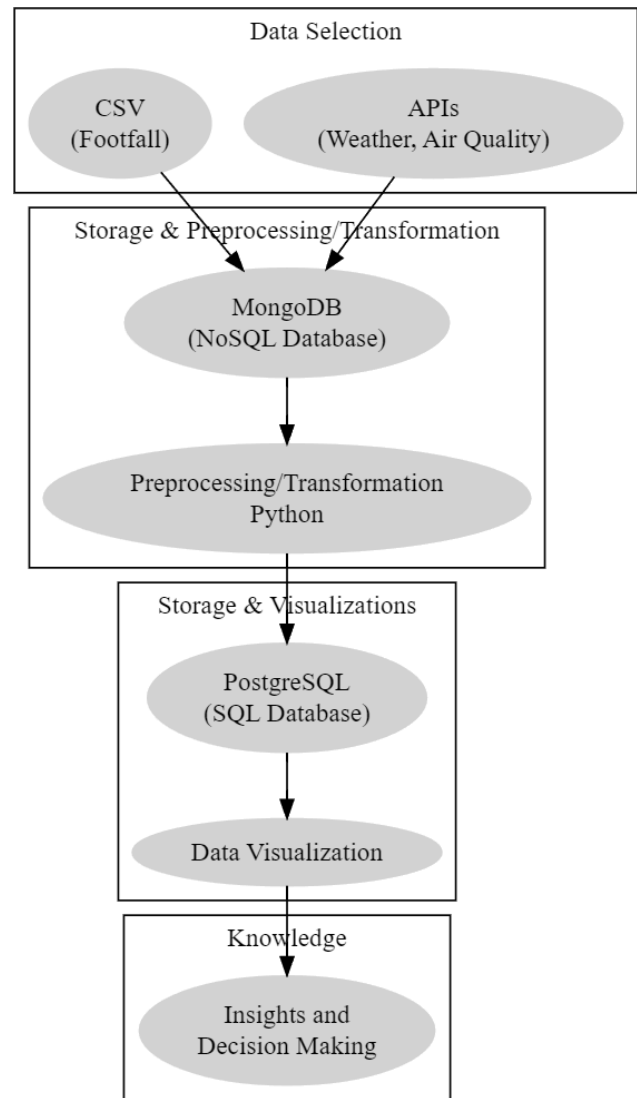 Data Selection
CSV
(Footfall)
APIs
(Weather, Air Quality)
Storage & Preprocessing/Transformation
MongoDB
(NoSQL Database)
Preprocessing/Transformation
Python
Storage & Visualizations
PostgreSQL
(SQL Database)
Data Visualization
Knowledge
Insights and
Decision Making